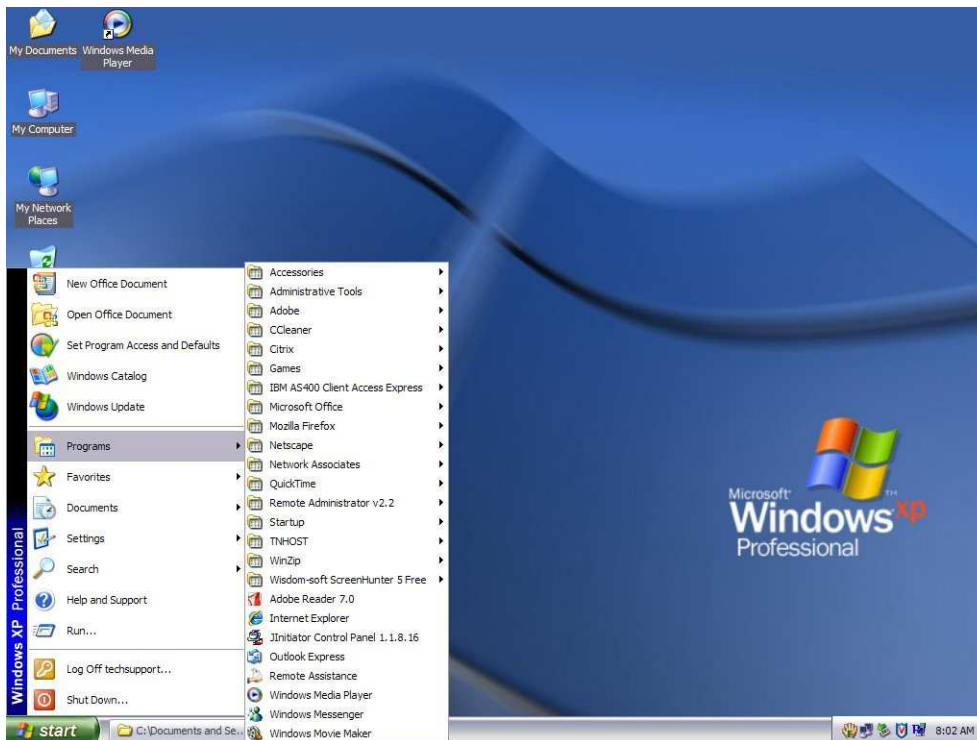 My Documents
Windows Media
Player
My Computer
My Network
Places
New Office Document
Open Office Document
Set Program Access and Defaults
Windows Catalog
Windows Update
Programs
Favorites
Documents
Settings
Search
Help and Support
Run...
Log Off techsupport...
Shut Down...
Windows XP Professional
Accessories
Administrative Tools
Adobe
CCleaner
Citrix
Games
IBM AS400 Client Access Express
Microsoft Office
Mozilla Firefox
Netscape
Network Associates
QuickTime
Remote Administrator v2.2
Startup
TNHOST
WinZip
Wisdom-soft ScreenHunter 5 Free
Adobe Reader 7.0
Internet Explorer
JInitiator Control Panel 1.1.8.16
Outlook Express
Remote Assistance
Windows Media Player
Windows Messenger
Windows Movie Maker
Microsoft
TM
Windows xp
Professional
start
C:\Documents and Se...
8:02 AM